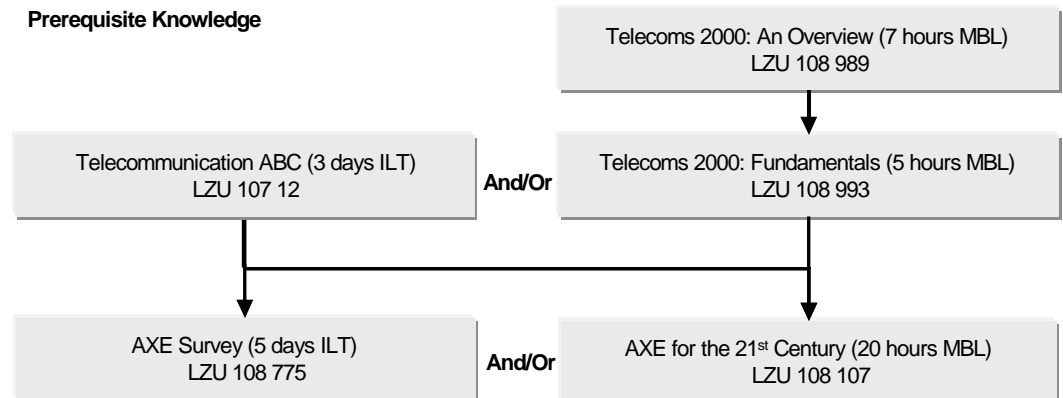 Prerequisite Knowledge
Telecoms 2000: An Overview (7 hours MBL)
LZU 108 989
Telecommunication ABC (3 days ILT)
LZU 107 12
And/Or
Telecoms 2000: Fundamentals (5 hours MBL)
LZU 108 993
AXE Survey (5 days ILT)
LZU 108 775
And/Or
AXE for the 21st Century (20 hours MBL)
LZU 108 107